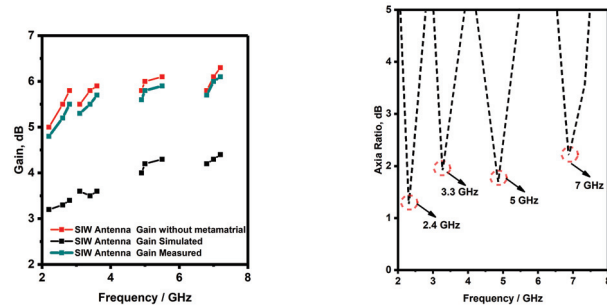 Gain, dB
7
6
5
4
3
2
SIW Antenna Gain without metamatrial
SIW Antenna Gain Simulated
SIW Antenna Gain Measured
2 4 6 8
Frequency / GHz
Axia Ratio, dB
5
4
3
2
1
0
2.4 GHz
3.3 GHz
5 GHz
7 GHz
2 3 4 5 6 7 8
Frequency / GHz